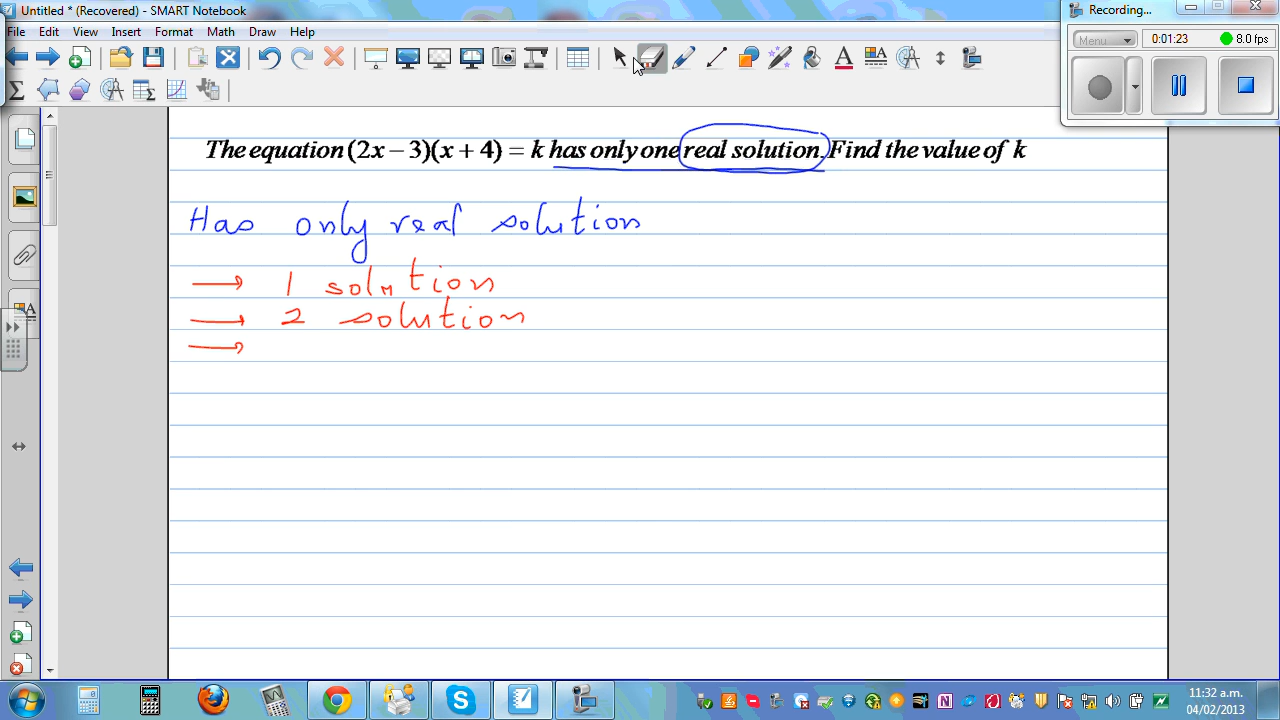 Untitled * (Recovered) - SMART Notebook
Recording...
File Edit View Insert Format Math Draw Help
Menu
0:01:23
8.0 fps
The equation (2x − 3)(x + 4) = k has only one real solution. Find the value of k
Has only real solution
→ 1 solution
→ 2 solution
→
11:32 a.m.
04/02/2013